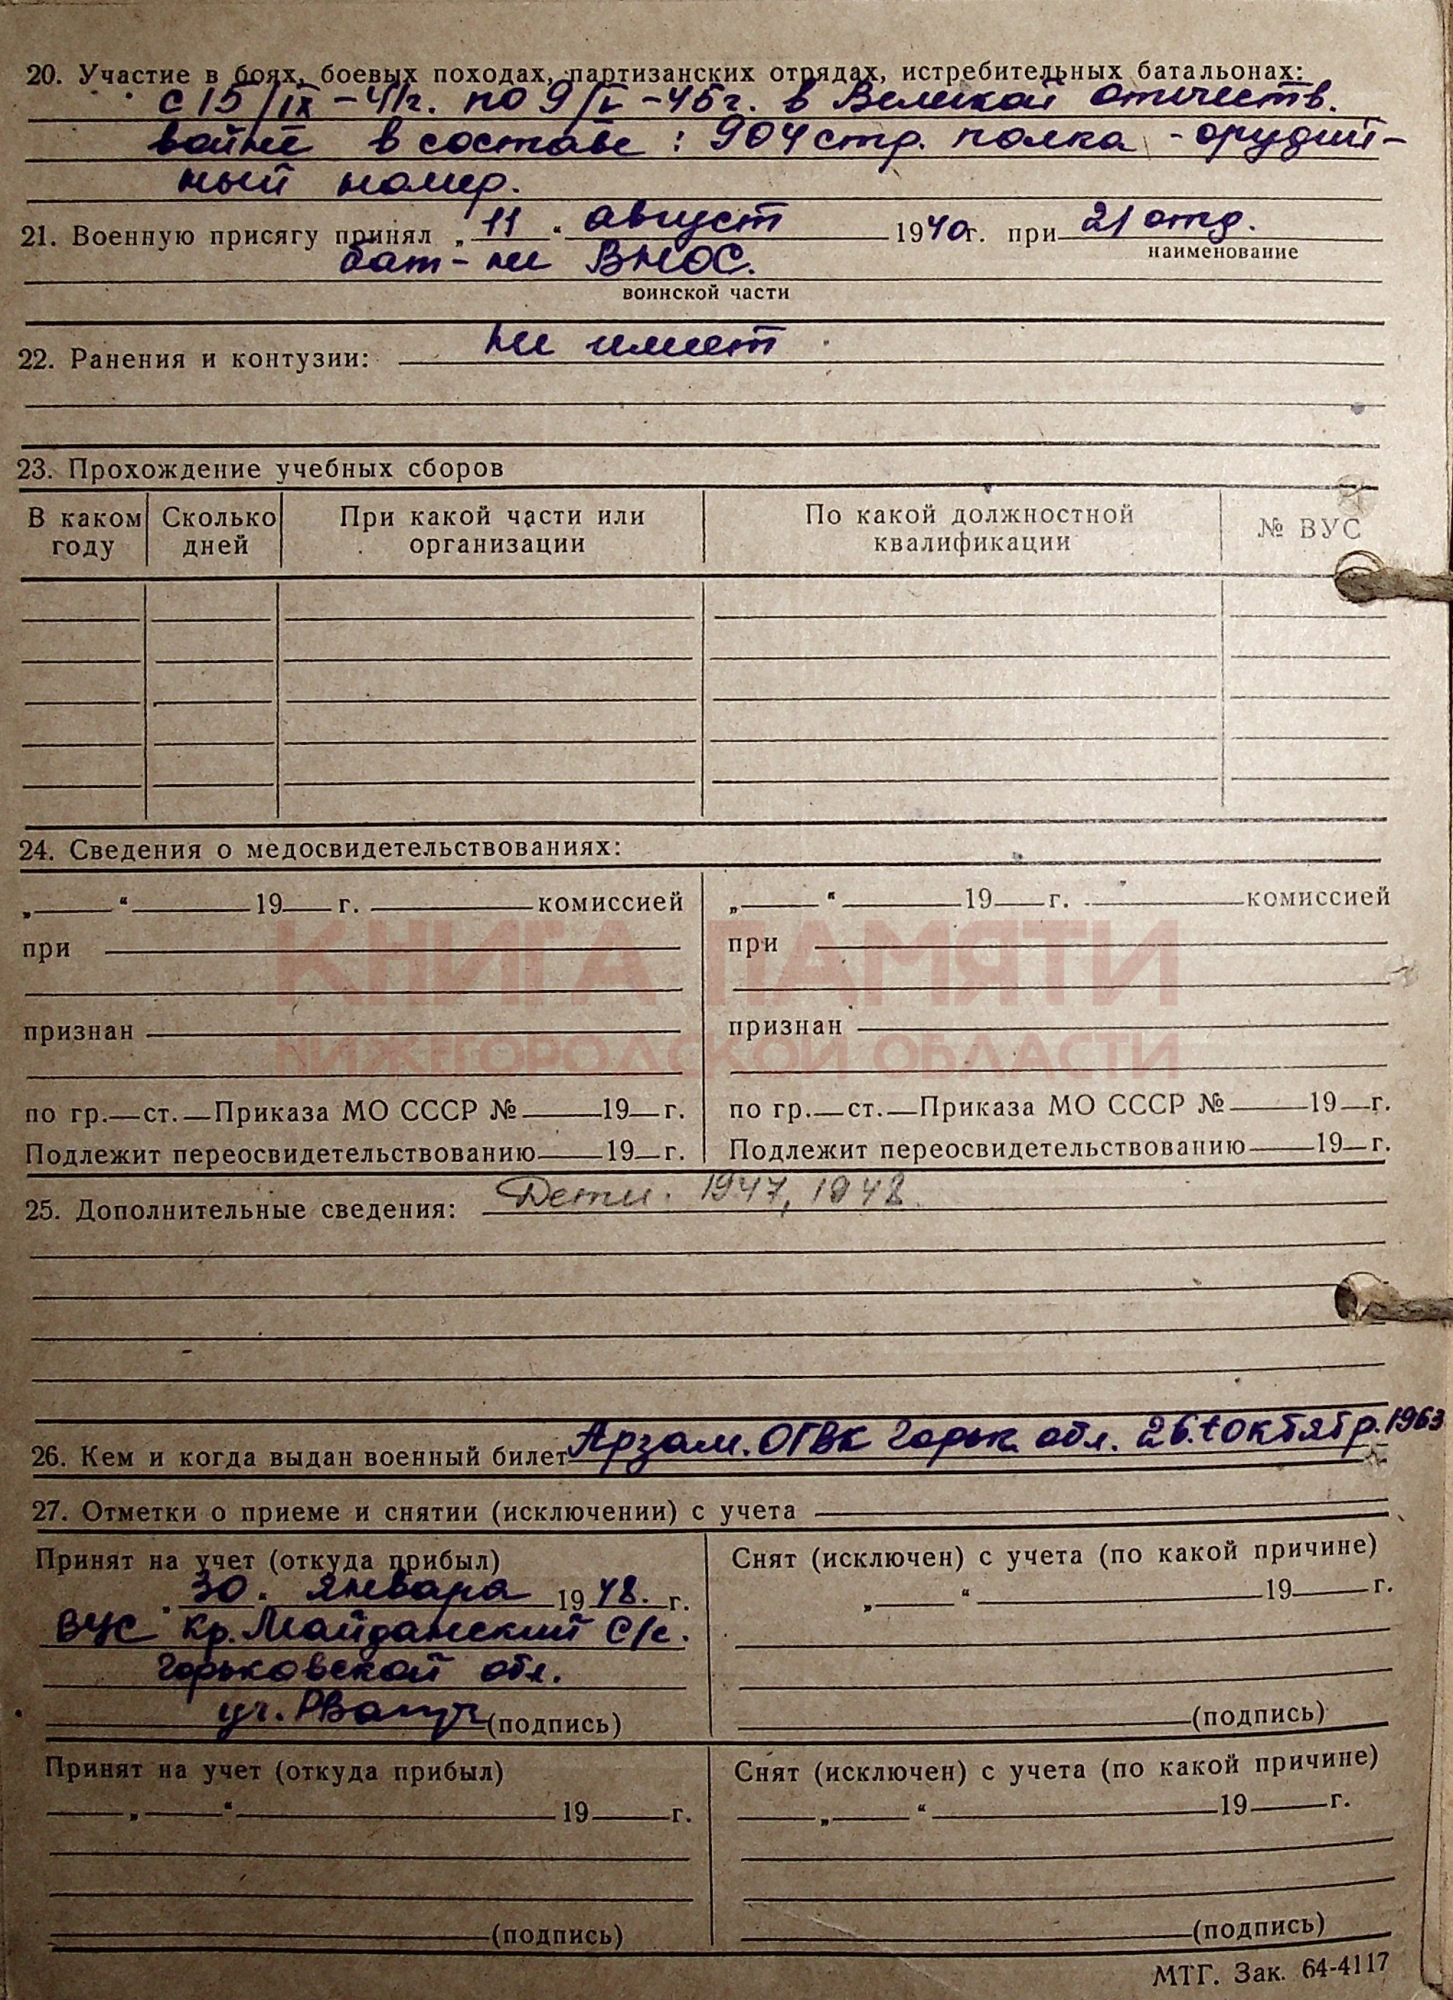 20. Участие в боях, боевых походах, партизанских отрядах, истребительных батальонах:
с 15/IX-41г. по 9/V-45г. в Великой отечеств.
войне в составе: 904 стр. полка - орудий-
ный номер.
21. Военную присягу принял „ 11 “ август 1940г. при 21 отд.
наименование
бат-не ВНОС.
воинской части
22. Ранения и контузии: не имеет
23. Прохождение учебных сборов
В каком году Сколько дней При какой части или организации По какой должностной квалификации № ВУС
24. Сведения о медосвидетельствованиях:
„ “ 19 г. комиссией „ “ 19 г. комиссией
при при
КНИГА ПАМЯТИ
признан признан
НИЖЕГОРОДСКОЙ ОБЛАСТИ
по гр. ст. Приказа МО СССР № 19 г. по гр. ст. Приказа МО СССР № 19 г.
Подлежит переосвидетельствованию 19 г. Подлежит переосвидетельствованию 19 г.
25. Дополнительные сведения: Дети: 1947, 1948
26. Кем и когда выдан военный билет Арзам. ОГВК Горьк. обл. 26. октябр. 1963
27. Отметки о приеме и снятии (исключении) с учета
Принят на учет (откуда прибыл) Снят (исключен) с учета (по какой причине)
„ 30 “ января 1948. г. „ “ 19 г.
ВУС Кр. Майданский С/с.
Горьковской обл.
(подпись) (подпись)
Принят на учет (откуда прибыл) Снят (исключен) с учета (по какой причине)
„ “ 19 г. „ “ 19 г.
(подпись) (подпись)
МТГ. Зак. 64-4117